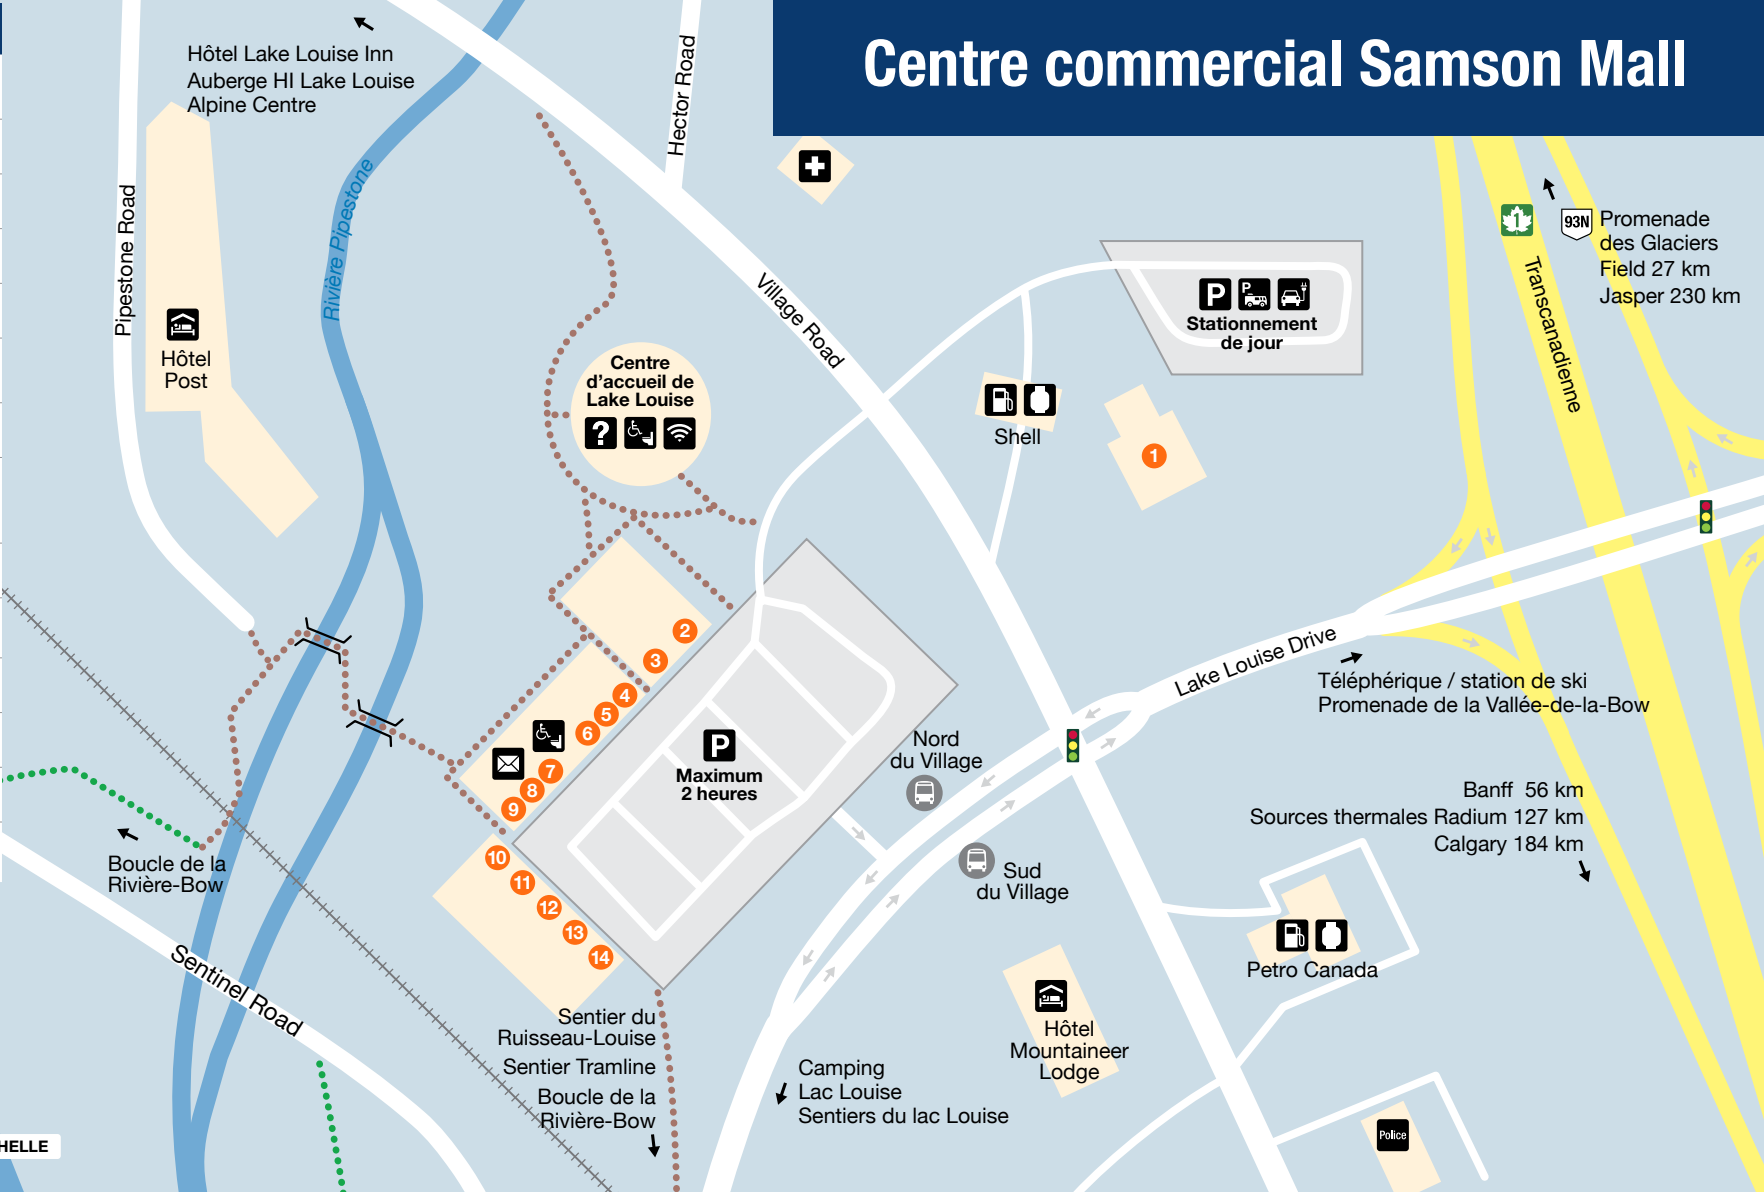 Centre commercial Samson Mall
Hôtel Lake Louise Inn
Auberge HI Lake Louise
Alpine Centre
Hector Road
Pipestone Road
Rivière Pipestone
Hôtel
Post
Village Road
Centre
d'accueil de
Lake Louise
?
P
P
Stationnement
de jour
Shell
1
1
93N
Promenade
des Glaciers
Field 27 km
Jasper 230 km
Transcanadienne
2
3
4
5
6
7
8
9
10
11
12
13
14
P
Maximum
2 heures
Nord
du Village
Sud
du Village
Lake Louise Drive
Téléphérique / station de ski
Promenade de la Vallée-de-la-Bow
Banff 56 km
Sources thermales Radium 127 km
Calgary 184 km
Petro Canada
Hôtel
Mountaineer
Lodge
Police
Camping
Lac Louise
Sentiers du lac Louise
Boucle de la
Rivière-Bow
Sentinel Road
Sentier du
Ruisseau-Louise
Sentier Tramline
Boucle de la
Rivière-Bow